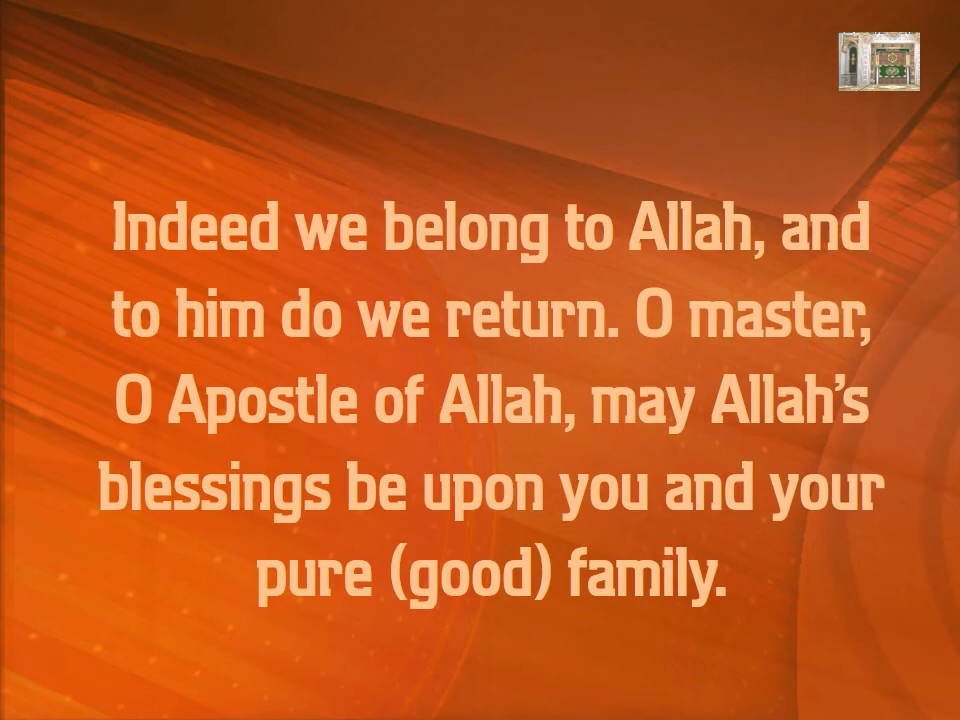 Indeed we belong to Allah, and
to him do we return. O master,
O Apostle of Allah, may Allah's
blessings be upon you and your
pure (good) family.